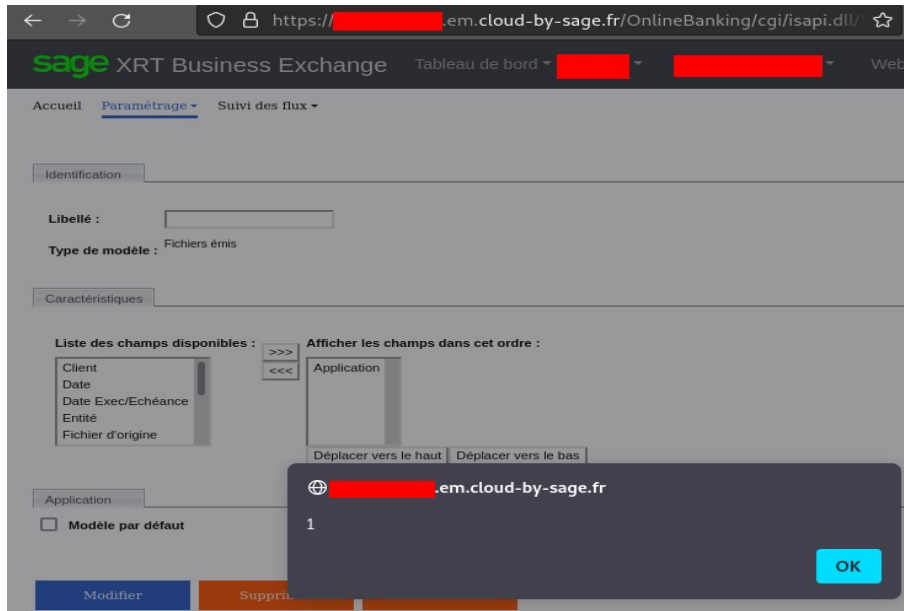 https:// .em.cloud-by-sage.fr/OnlineBanking/cgi/isapi.dll/
sage XRT Business Exchange Tableau de bord Web
Accueil Paramétrage Suivi des flux
Identification
Libellé :
Type de modèle : Fichiers émis
Caractéristiques
Liste des champs disponibles : >>> Afficher les champs dans cet ordre :
Client <<< Application
Date
Date Exec/Echéance
Entité
Fichier d'origine
Déplacer vers le haut Déplacer vers le bas
Application
.em.cloud-by-sage.fr
Modèle par défaut 1
OK
Modifier